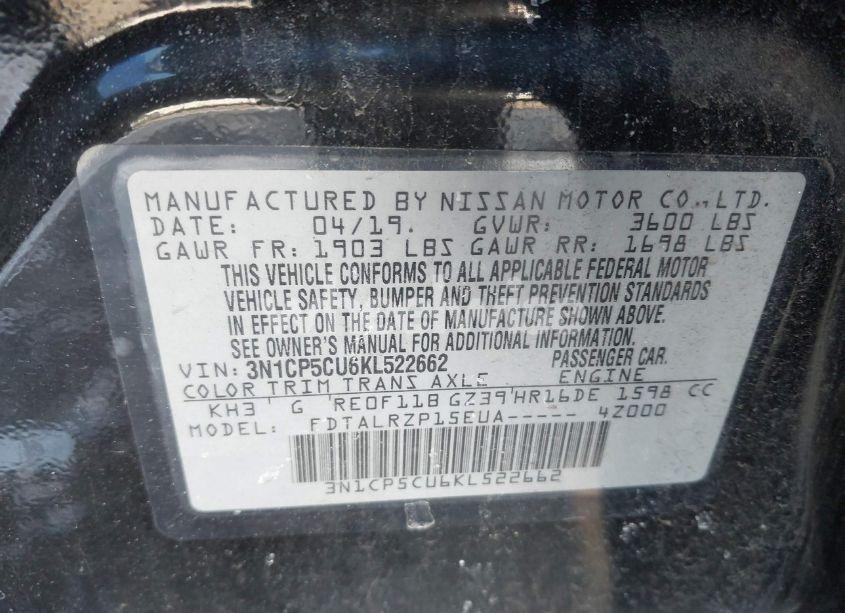 MANUFACTURED BY NISSAN MOTOR CO., LTD.
DATE: 04/19. GVWR: 3600 LBS
GAWR FR: 1903 LBS GAWR RR: 1698 LBS
THIS VEHICLE CONFORMS TO ALL APPLICABLE FEDERAL MOTOR
VEHICLE SAFETY, BUMPER AND THEFT PREVENTION STANDARDS
IN EFFECT ON THE DATE OF MANUFACTURE SHOWN ABOVE.
SEE OWNER'S MANUAL FOR ADDITIONAL INFORMATION.
VIN: 3N1CP5CU6KL522662 PASSENGER CAR.
COLOR TRIM TRANS AXLE ENGINE
KH3 G RE0F11B GZ39 HR16DE 1598 CC
MODEL: FDTALRZP15EUA----- 4Z000
3N1CP5CU6KL522662